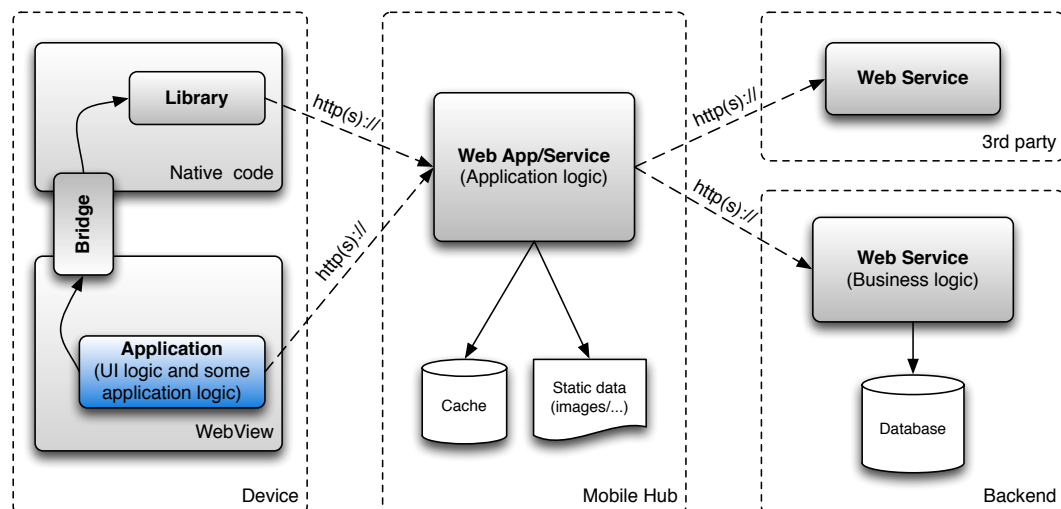 Library
Native code
Bridge
Application
(UI logic and some
application logic)
WebView
Device
http(s)://
http(s)://
Web App/Service
(Application logic)
Cache
Static data
(images/...)
Mobile Hub
http(s)://
http(s)://
Web Service
3rd party
Web Service
(Business logic)
Database
Backend